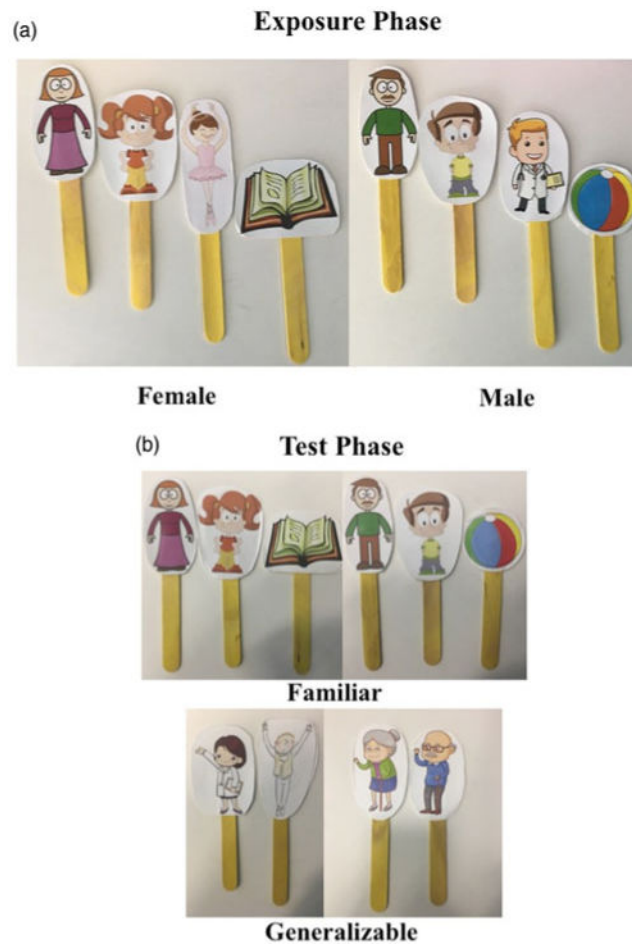 (a)
Exposure Phase
Female Male
(b)
Test Phase
Familiar
Generalizable